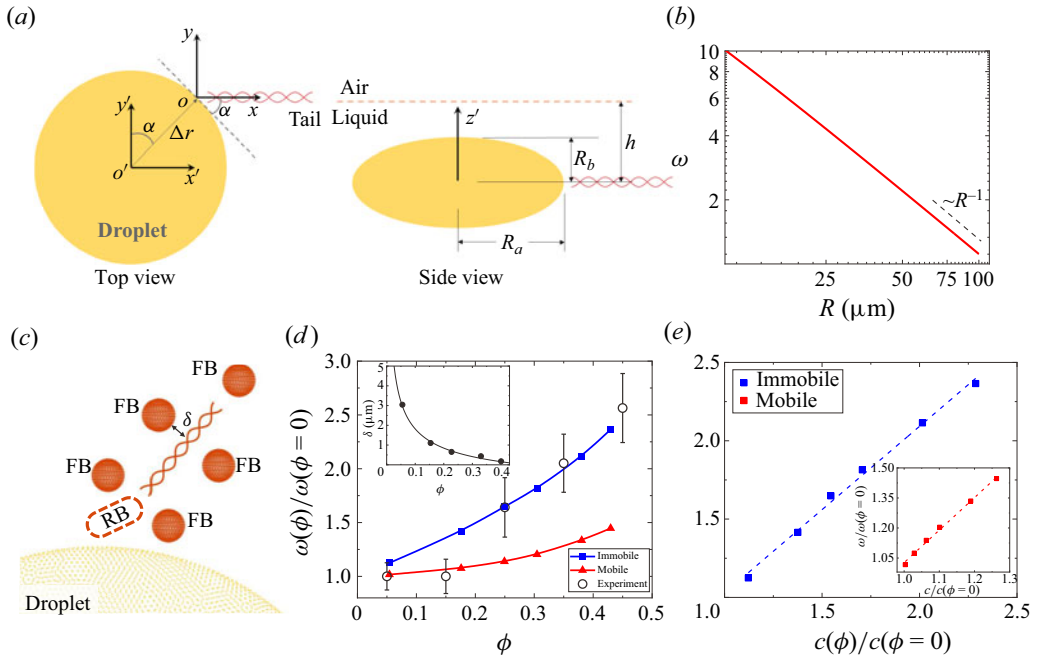 (a)
y
y′
α
Δr
o′
x′
o
α
x
Tail
Droplet
Top view
Air
Liquid
z′
h
R_b
R_a
Side view
(b)
10
8
6
4
2
ω
~R⁻¹
25
50
75
100
R (μm)
(c)
FB
FB
δ
FB
FB
RB
FB
Droplet
(d)
3.0
2.5
2.0
1.5
1.0
ω(ϕ)/ω(ϕ = 0)
5
4
3
2
1
δ (μm)
0
0.1
0.2
0.3
0.4
ϕ
Immobile
Mobile
Experiment
0
0.1
0.2
0.3
0.4
0.5
ϕ
(e)
2.5
2.0
1.5
1.0
Immobile
Mobile
ω/ω(ϕ = 0)
1.50
1.35
1.20
1.05
1.0
1.1
1.2
1.3
c/c(ϕ = 0)
1.0
1.5
2.0
2.5
c(ϕ)/c(ϕ = 0)